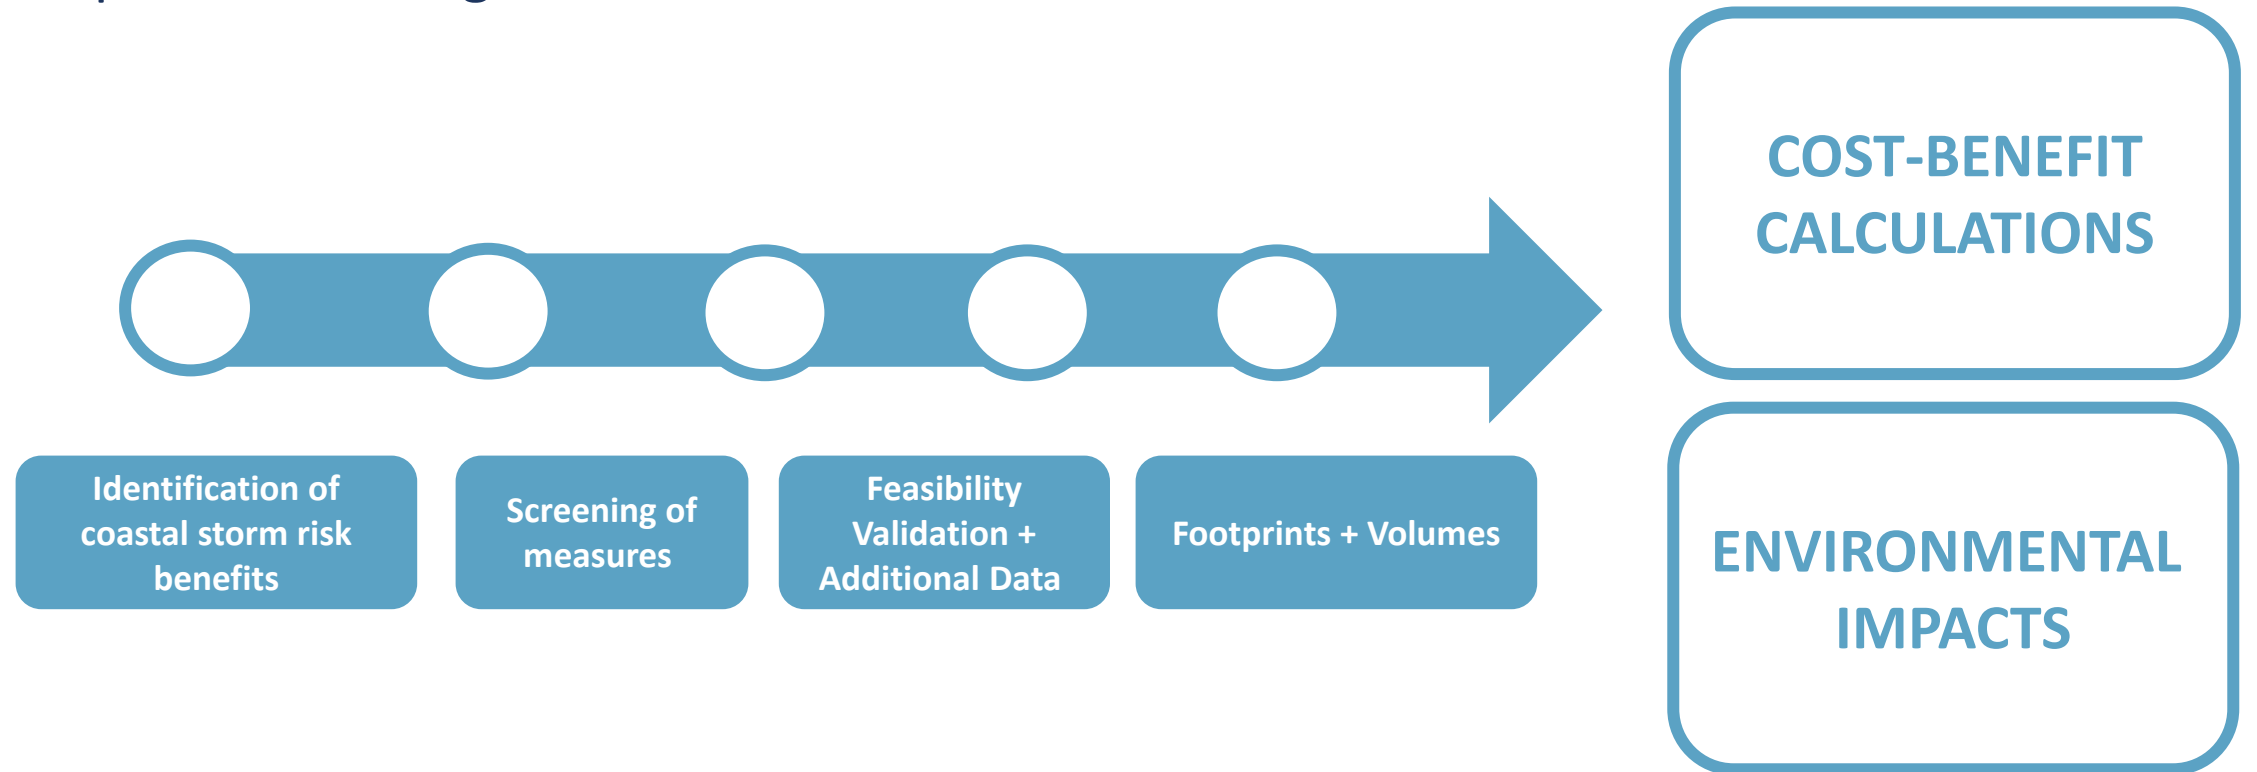 Identification of
coastal storm risk
benefits
Screening of
measures
Feasibility
Validation +
Additional Data
Footprints + Volumes
COST-BENEFIT
CALCULATIONS
ENVIRONMENTAL
IMPACTS